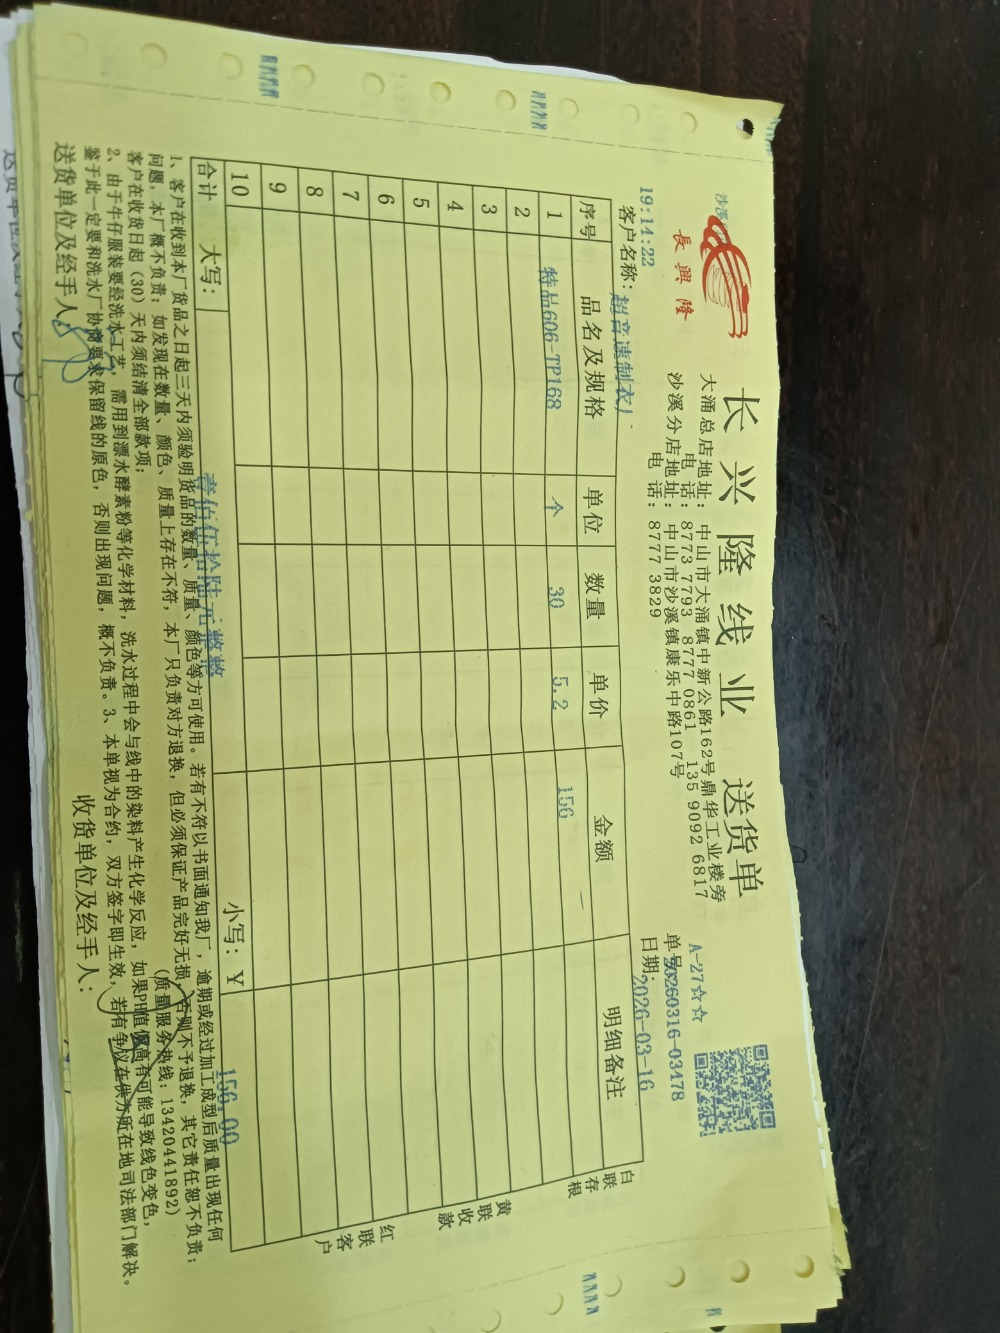 沙溪
長興隆
长兴隆线业 送货单
大涌总店地址：中山市大涌镇中新公路162号鼎华工业楼旁
电话：8773 7793 8777 0861 135 9092 6817
沙溪分店地址：中山市沙溪镇康乐中路107号
电话：8777 3829
A-27☆☆
单号:20260316-03478
日期:2026-03-16
19:14:22
客户名称：超音速制衣厂
序号 品名及规格 单位 数量 单价 金额 明细备注
1 特品606-TP168 个 30 5.2 156
2
3
4
5
6
7
8
9
10
合计 大写： 壹佰伍拾陆元整 小写：￥ 156.00
白联存根
黄联收款
红联客户
1、客户在收到本厂货品之日起三天内须验明货品的数量、质量、颜色等方可使用。若有不符以书面通知我厂，逾期或经过加工成型后质量出现任何
问题，本厂概不负责；如发现在数量、颜色、质量上存在不符，本厂只负责对方退换，但必须保证产品完好无损，否则不予退换，其它责任恕不负责；
客户在收货日起（30）天内须结清全部款项； （质量服务热线：13420441892）
2、由于牛仔服装要经洗水工艺，需用到漂水酵素粉等化学材料，洗水过程中会与线中的染料产生化学反应，如果PH值偏高有可能导致线色变色，
鉴于此一定要和洗水厂协商要求保留线的原色，否则出现问题，概不负责。3、本单视为合约，双方签字即生效，若有争议在供方所在地司法部门解决。
送货单位及经手人： 收货单位及经手人：